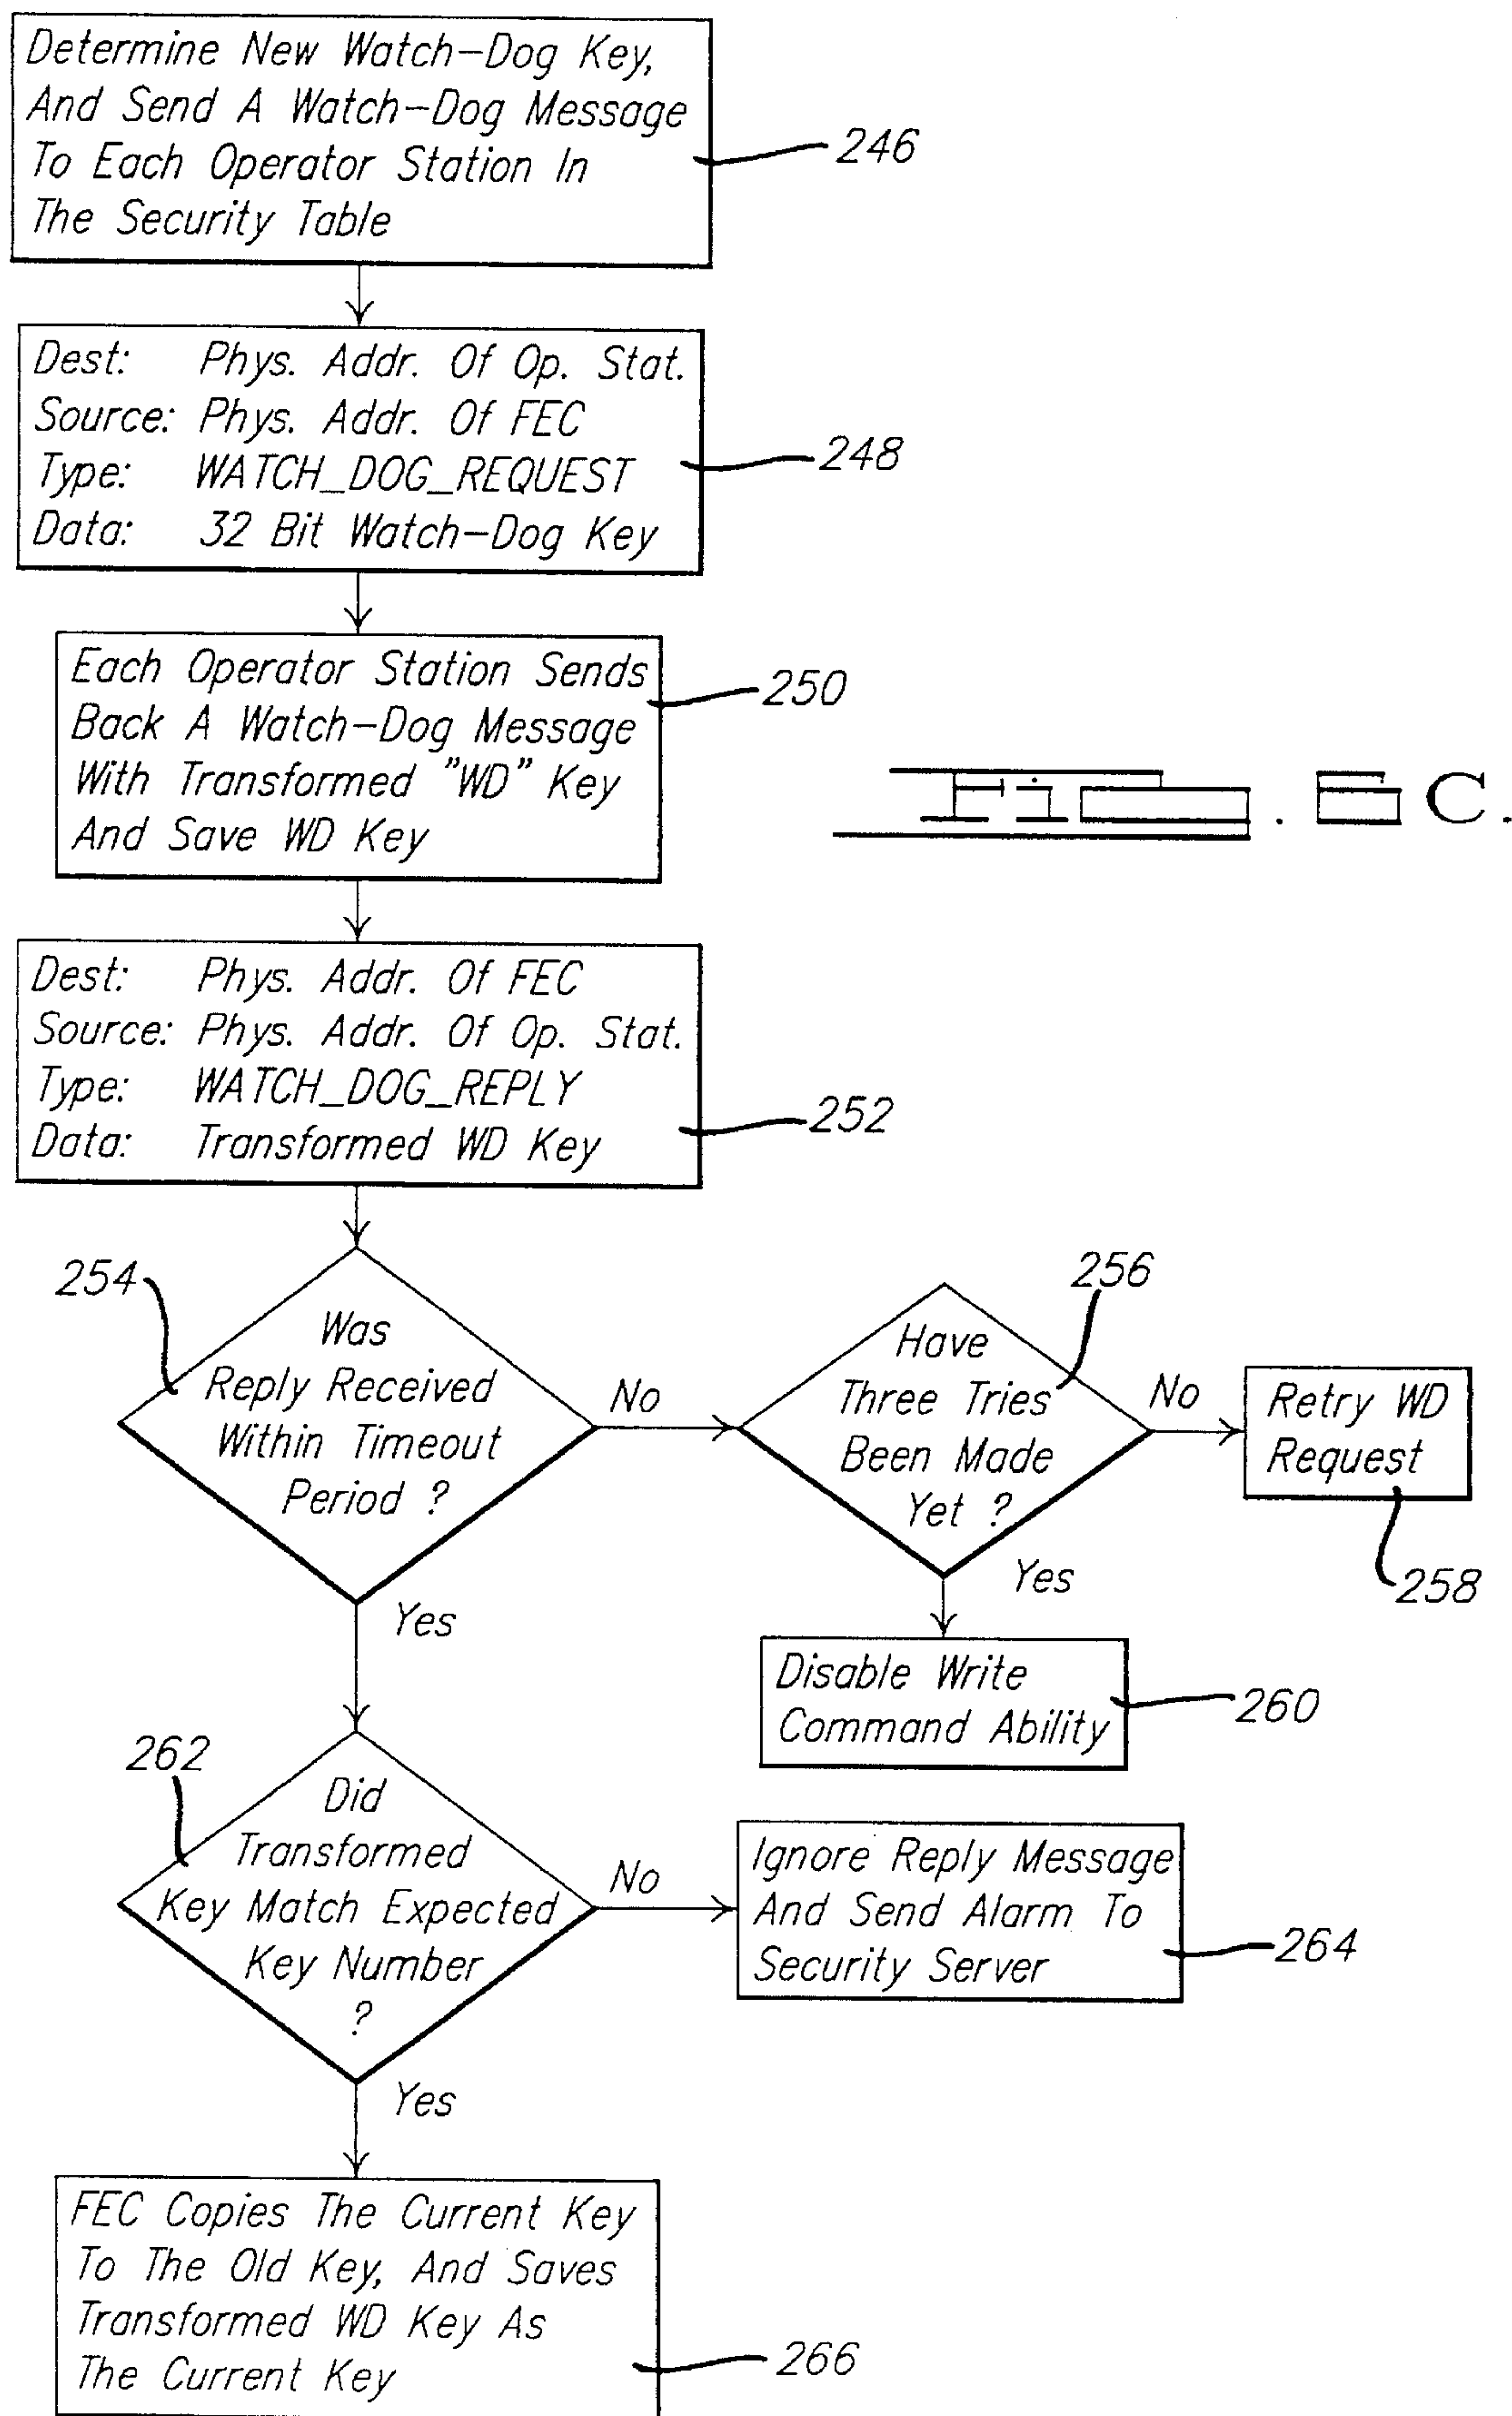 Determine New Watch-Dog Key,
And Send A Watch-Dog Message
To Each Operator Station In
The Security Table
246
Dest: Phys. Addr. Of Op. Stat.
Source: Phys. Addr. Of FEC
Type: WATCH_DOG_REQUEST
Data: 32 Bit Watch-Dog Key
248
Each Operator Station Sends
Back A Watch-Dog Message
With Transformed "WD" Key
And Save WD Key
250
Dest: Phys. Addr. Of FEC
Source: Phys. Addr. Of Op. Stat.
Type: WATCH_DOG_REPLY
Data: Transformed WD Key
252
254
Was
Reply Received
Within Timeout
Period ?
No
Yes
256
Have
Three Tries
Been Made
Yet ?
No
Yes
Retry WD
Request
258
Disable Write
Command Ability
260
262
Did
Transformed
Key Match Expected
Key Number
?
No
Yes
Ignore Reply Message
And Send Alarm To
Security Server
264
FEC Copies The Current Key
To The Old Key, And Saves
Transformed WD Key As
The Current Key
266